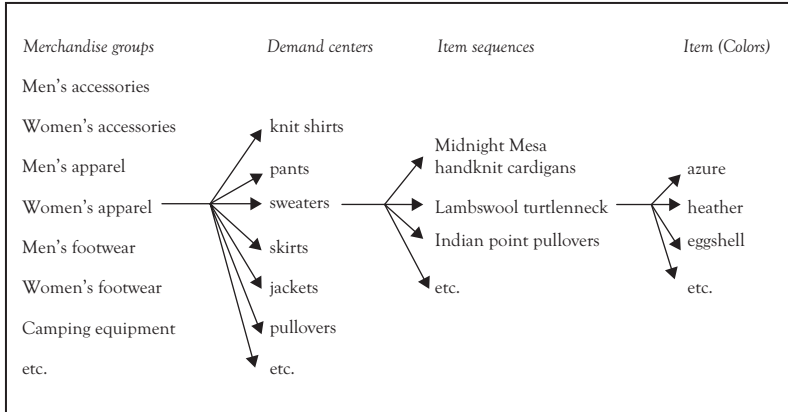 Merchandise groups
Demand centers
Item sequences
Item (Colors)
Men's accessories
Women's accessories
Men's apparel
Women's apparel
Men's footwear
Women's footwear
Camping equipment
etc.
knit shirts
pants
sweaters
skirts
jackets
pullovers
etc.
Midnight Mesa
handknit cardigans
Lambswool turtlenneck
Indian point pullovers
etc.
azure
heather
eggshell
etc.